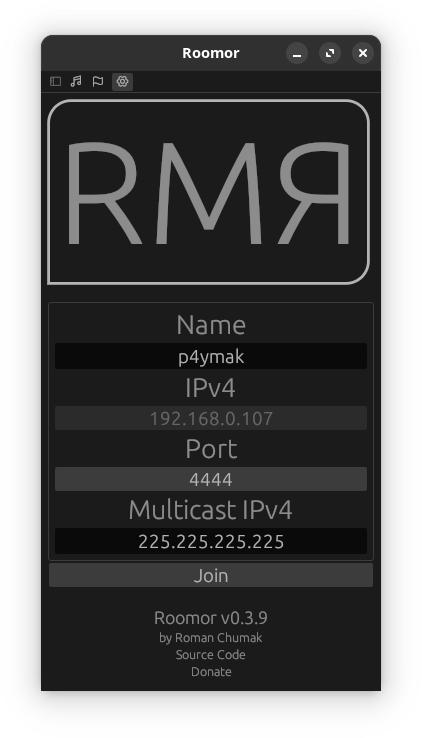 Roomor
RMЯ
Name
p4ymak
IPv4
192.168.0.107
Port
4444
Multicast IPv4
225.225.225.225
Join
Roomor v0.3.9
by Roman Chumak
Source Code
Donate